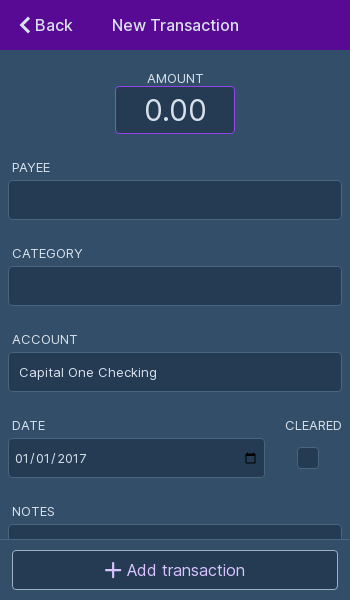 Back New Transaction
AMOUNT
0.00
PAYEE
CATEGORY
ACCOUNT
Capital One Checking
DATE CLEARED
01/01/2017
NOTES
Add transaction